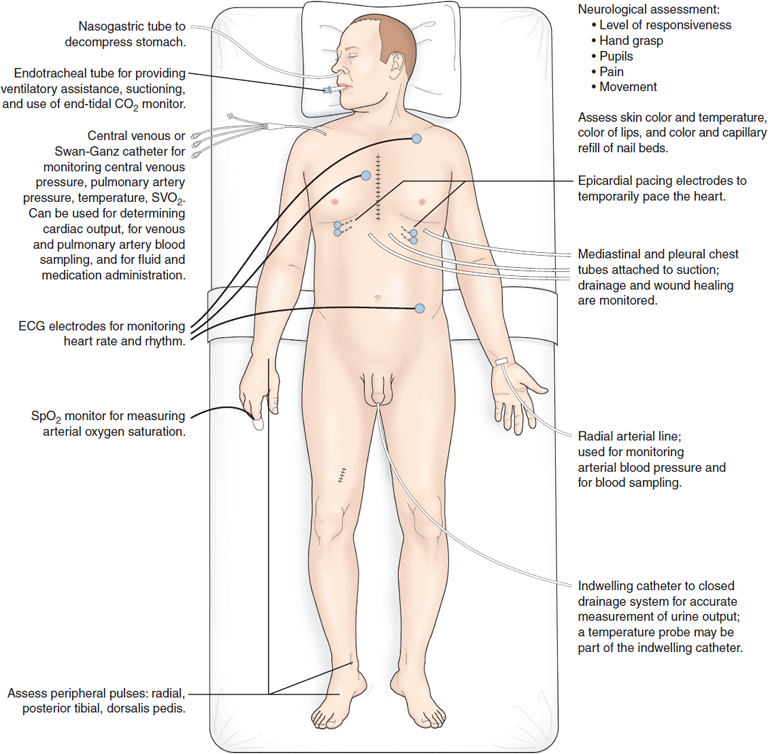 Nasogastric tube to
decompress stomach.
Endotracheal tube for providing
ventilatory assistance, suctioning,
and use of end-tidal CO₂ monitor.
Central venous or
Swan-Ganz catheter for
monitoring central venous
pressure, pulmonary artery
pressure, temperature, SVO₂.
Can be used for determining
cardiac output, for venous
and pulmonary artery blood
sampling, and for fluid and
medication administration.
ECG electrodes for monitoring
heart rate and rhythm.
SpO₂ monitor for measuring
arterial oxygen saturation.
Assess peripheral pulses: radial,
posterior tibial, dorsalis pedis.
Neurological assessment:
• Level of responsiveness
• Hand grasp
• Pupils
• Pain
• Movement
Assess skin color and temperature,
color of lips, and color and capillary
refill of nail beds.
Epicardial pacing electrodes to
temporarily pace the heart.
Mediastinal and pleural chest
tubes attached to suction;
drainage and wound healing
are monitored.
Radial arterial line;
used for monitoring
arterial blood pressure and
for blood sampling.
Indwelling catheter to closed
drainage system for accurate
measurement of urine output;
a temperature probe may be
part of the indwelling catheter.